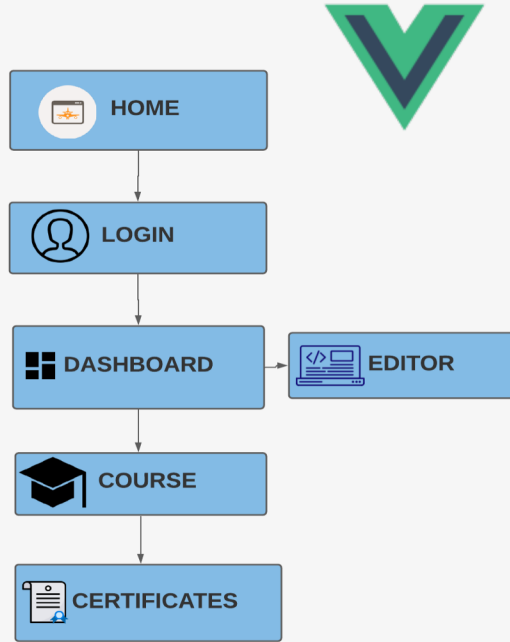 HOME
LOGIN
DASHBOARD
EDITOR
COURSE
CERTIFICATES